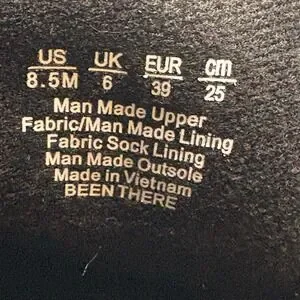 US UK EUR cm
8.5M 6 39 25
Man Made Upper
Fabric/Man Made Lining
Fabric Sock Lining
Man Made Outsole
Made in Vietnam
BEEN THERE